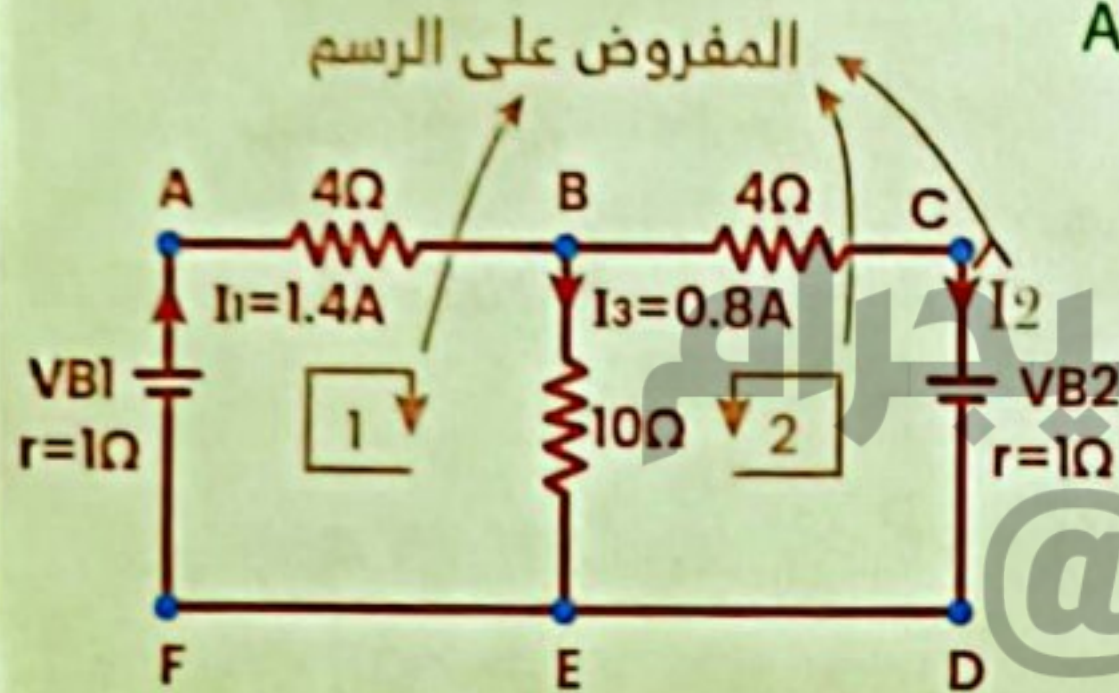 A
المفروض على الرسم
A 4Ω B 4Ω C
I1=1.4A I3=0.8A I2
VB1 VB2
1 10Ω 2
r=1Ω r=1Ω
يجرام
@
F E D